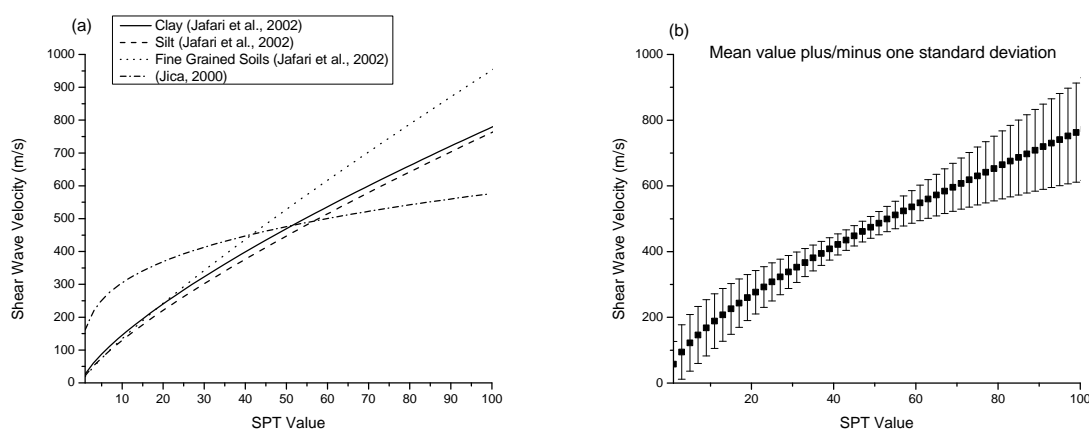 (a)
Clay (Jafari et al., 2002)
Silt (Jafari et al., 2002)
Fine Grained Soils (Jafari et al., 2002)
(Jica, 2000)
1000
900
800
700
600
500
400
300
200
100
0
Shear Wave Velocity (m/s)
10 20 30 40 50 60 70 80 90 100
SPT Value
(b)
Mean value plus/minus one standard deviation
1000
800
600
400
200
0
Shear Wave Velocity (m/s)
20 40 60 80 100
SPT Value